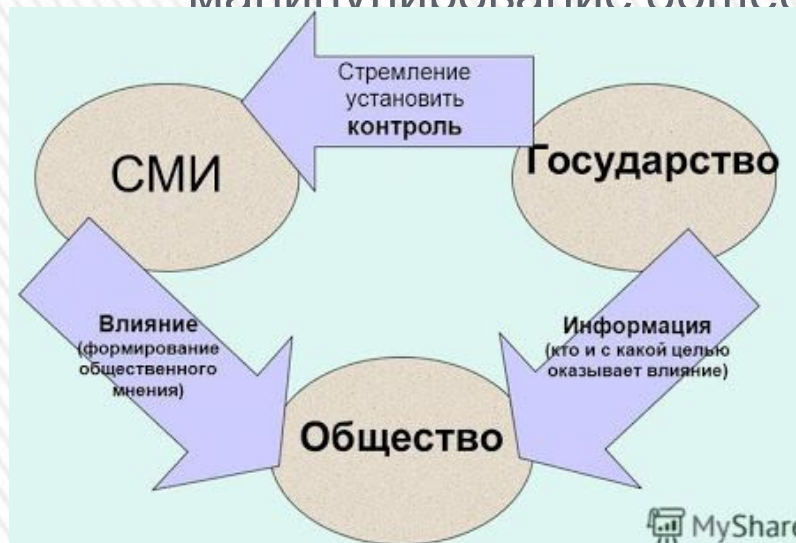 Стремление
установить
контроль
СМИ
Государство
Влияние
(формирование
общественного
мнения)
Информация
(кто и с какой целью
оказывает влияние)
Общество
MyShare